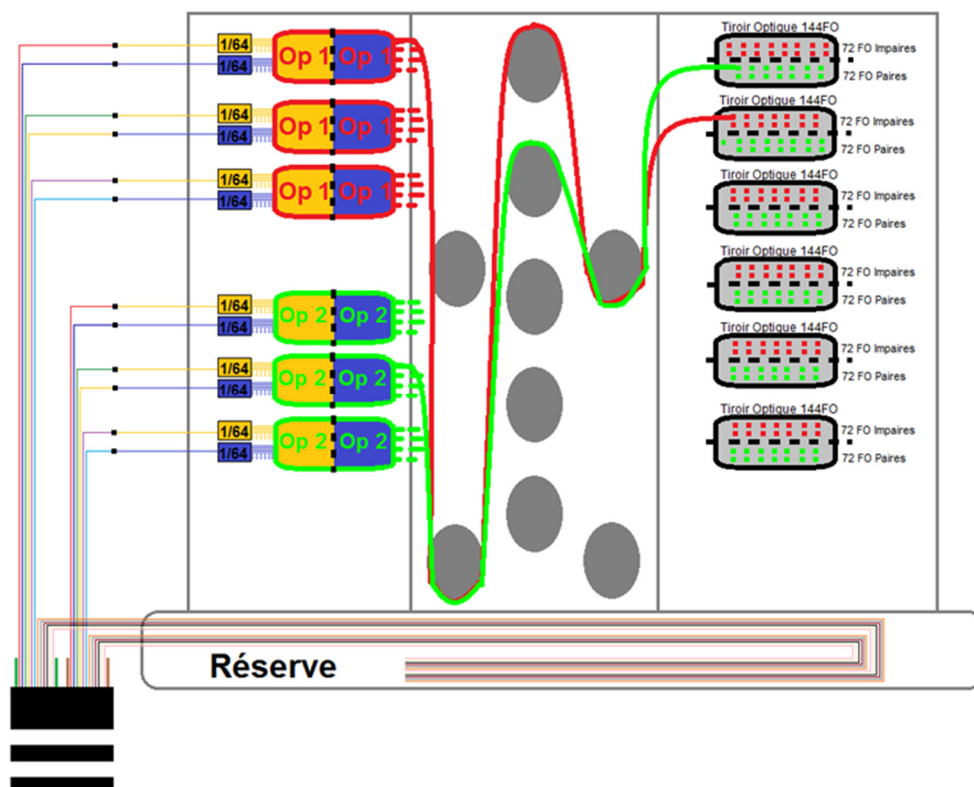 1/64
1/64
Op 1 Op 1
1/64
1/64
Op 1 Op 1
1/64
1/64
Op 1 Op 1
1/64
1/64
Op 2 Op 2
1/64
1/64
Op 2 Op 2
1/64
1/64
Op 2 Op 2
Tiroir Optique 144FO
72 FO Impaires
72 FO Paires
Tiroir Optique 144FO
72 FO Impaires
72 FO Paires
Tiroir Optique 144FO
72 FO Impaires
72 FO Paires
Tiroir Optique 144FO
72 FO Impaires
72 FO Paires
Tiroir Optique 144FO
72 FO Impaires
72 FO Paires
Tiroir Optique 144FO
72 FO Impaires
72 FO Paires
Réserve